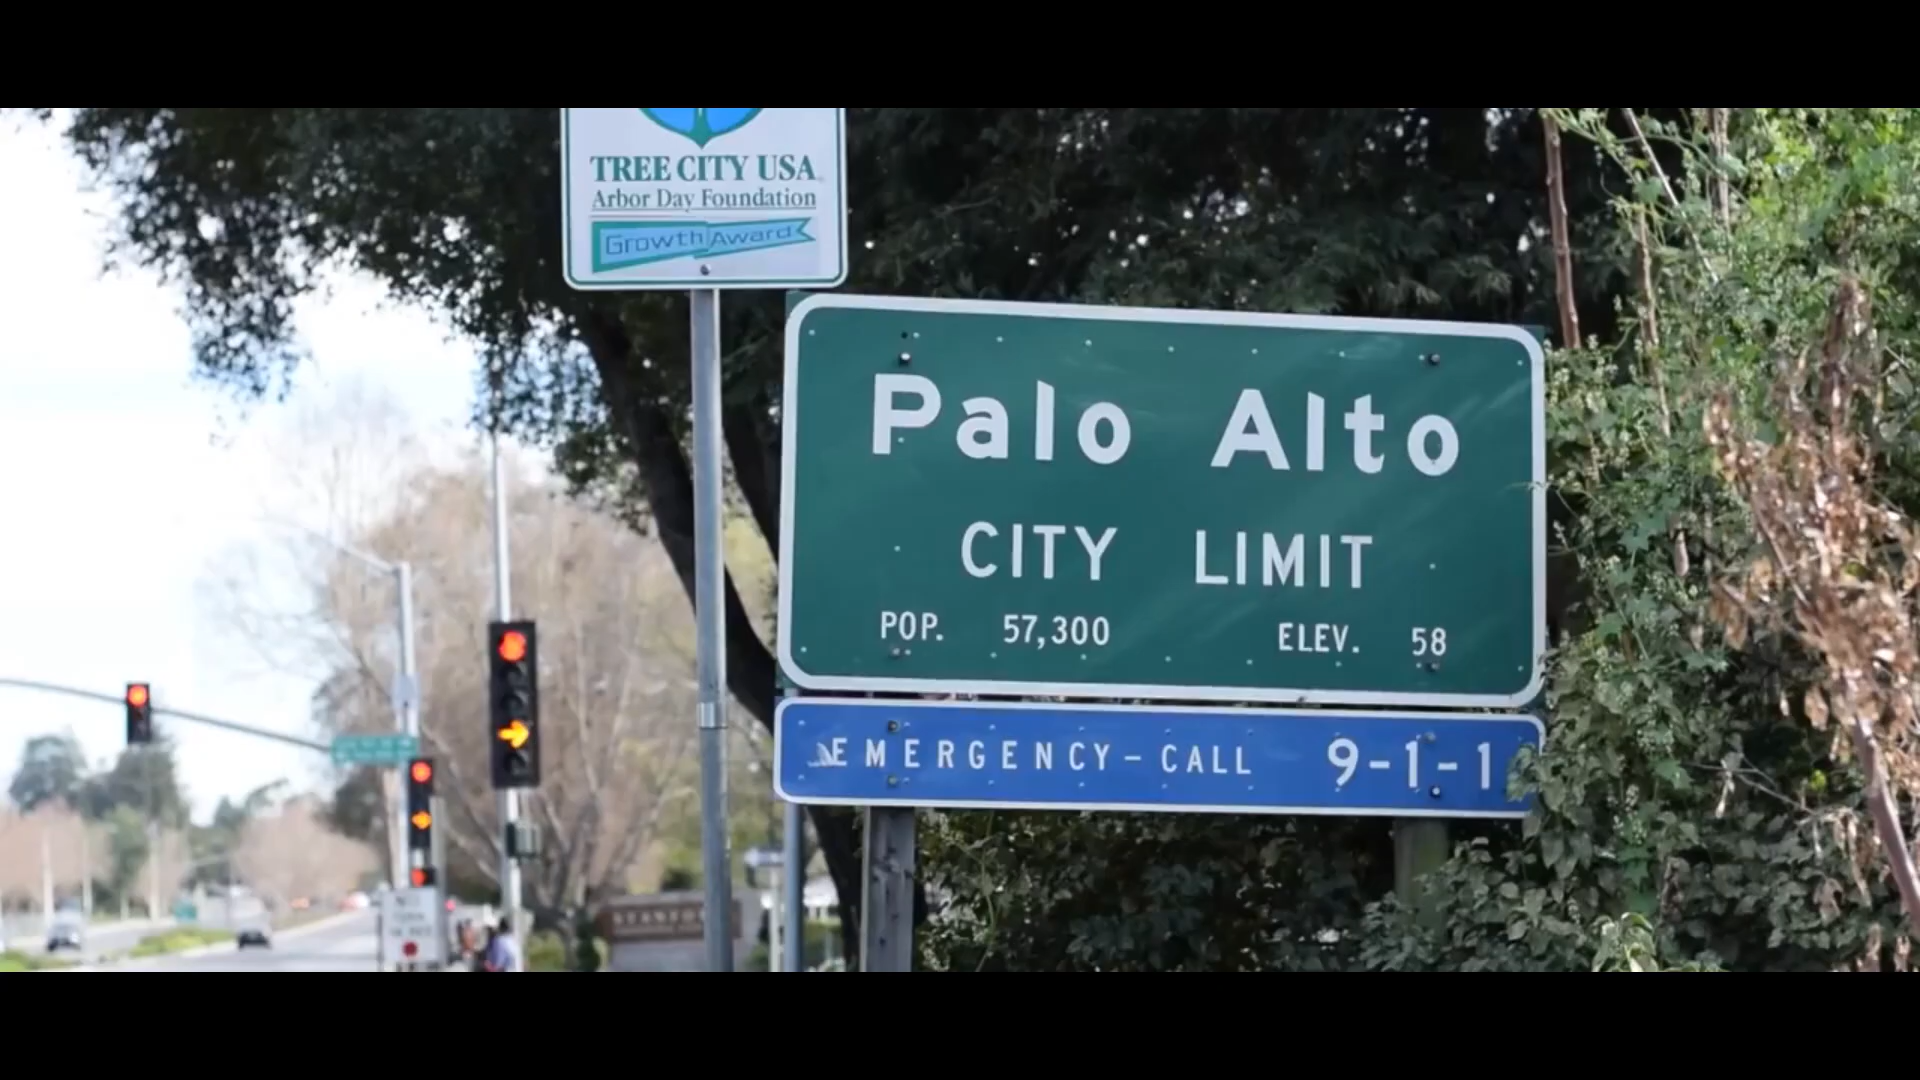 TREE CITY USA
Arbor Day Foundation
Growth Award
Palo Alto
CITY LIMIT
POP. 57,300 ELEV. 58
EMERGENCY-CALL 9-1-1